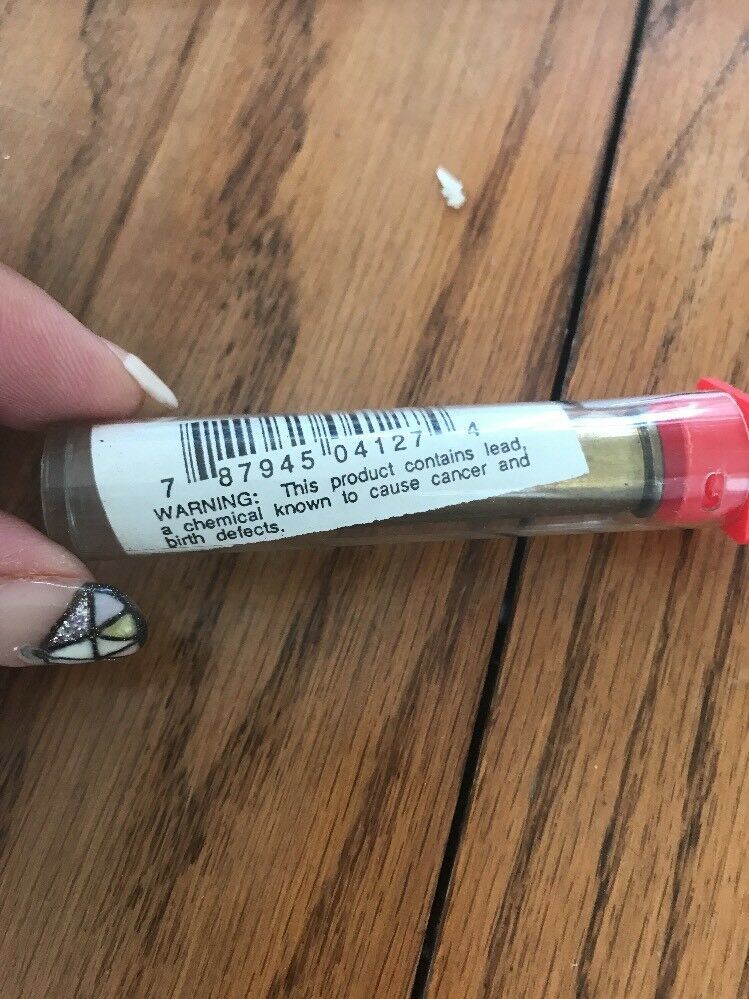 7 87945 04127 4
WARNING: This product contains lead,
a chemical known to cause cancer and
birth defects.